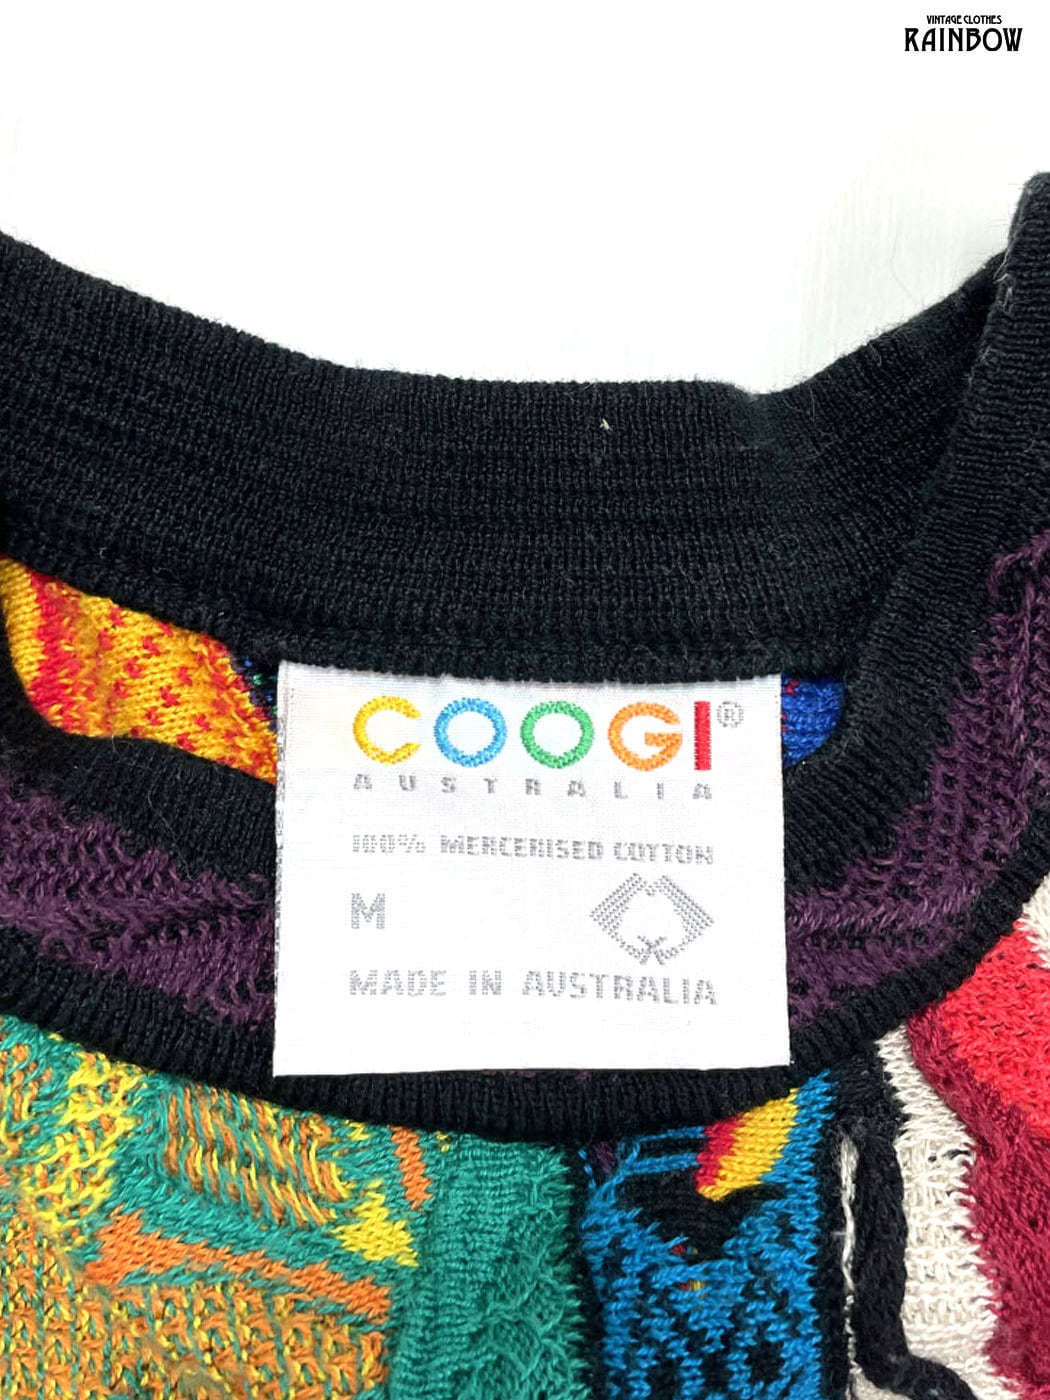 VINTAGE CLOTHES
RAINBOW
COOGI®
AUSTRALIA
100% MERCERISED COTTON
M
MADE IN AUSTRALIA